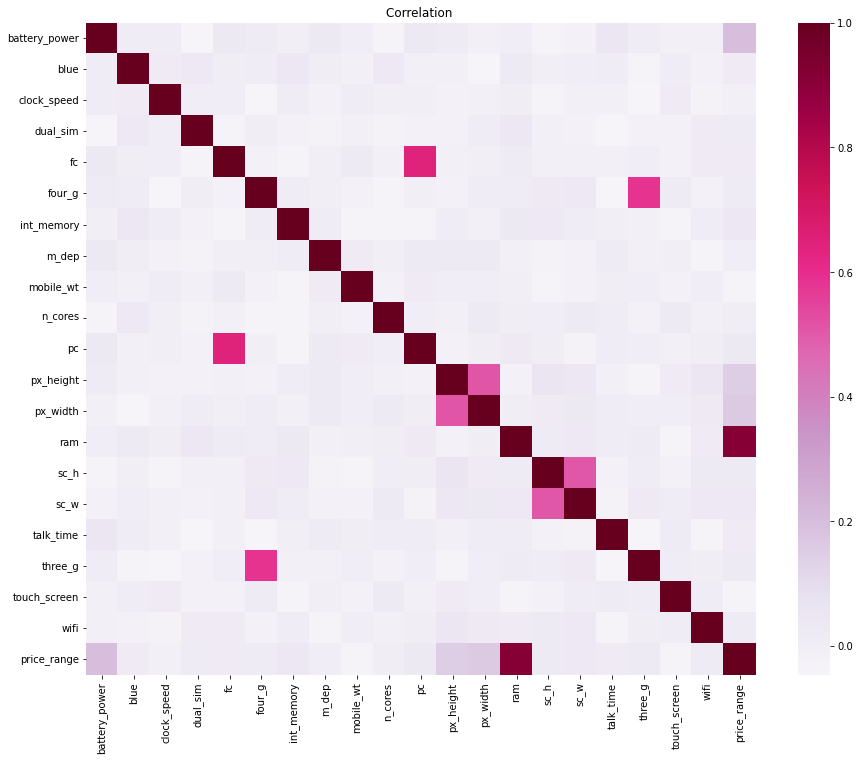 Correlation
battery_power
blue
clock_speed
dual_sim
fc
four_g
int_memory
m_dep
mobile_wt
n_cores
pc
px_height
px_width
ram
sc_h
sc_w
talk_time
three_g
touch_screen
wifi
price_range
battery_power
blue
clock_speed
dual_sim
fc
four_g
int_memory
m_dep
mobile_wt
n_cores
pc
px_height
px_width
ram
sc_h
sc_w
talk_time
three_g
touch_screen
wifi
price_range
1.0
0.8
0.6
0.4
0.2
0.0